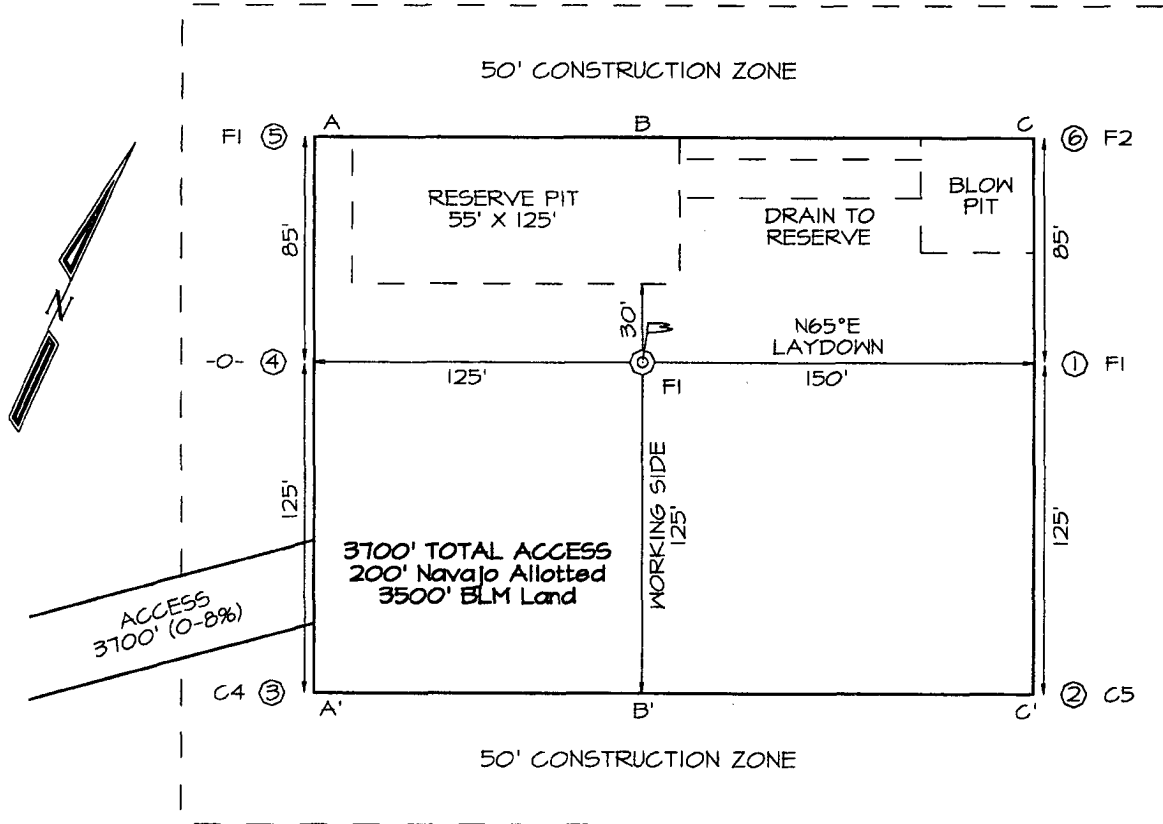 50' CONSTRUCTION ZONE
A
B
C
F1 ⑤
⑥ F2
RESERVE PIT
55' X 125'
BLOW
PIT
DRAIN TO
RESERVE
85'
85'
N
30'
N65°E
LAYDOWN
-0- ④
① F1
125'
F1
150'
125'
WORKING SIDE
125'
125'
3700' TOTAL ACCESS
200' Navajo Allotted
3500' BLM Land
ACCESS
3700' (0-8%)
C4 ③
② C5
A'
B'
C'
50' CONSTRUCTION ZONE